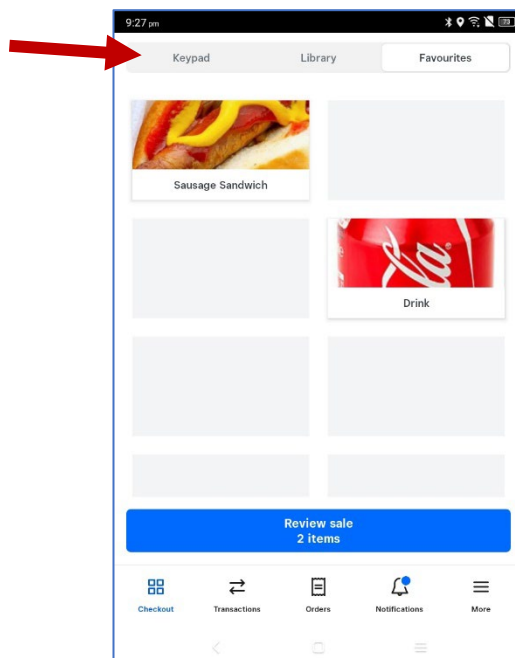 9:27 pm
Keypad Library Favourites
Sausage Sandwich
Drink
Review sale
2 items
Checkout Transactions Orders Notifications More